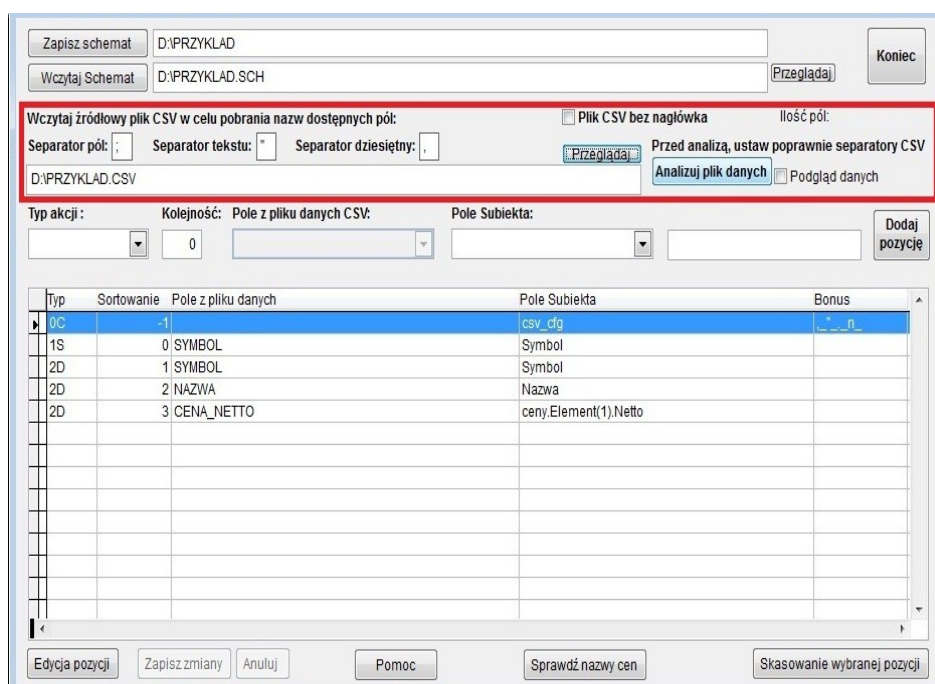 Zapisz schemat D:\PRZYKLAD
Koniec
Wczytaj Schemat D:\PRZYKLAD.SCH Przeglądaj
Wczytaj źródłowy plik CSV w celu pobrania nazw dostępnych pól: Plik CSV bez nagłówka Ilość pól:
Separator pól: ; Separator tekstu: " Separator dziesiętny: , Przeglądaj Przed analizą, ustaw poprawnie separatory CSV
D:\PRZYKLAD.CSV Analizuj plik danych Podgląd danych
Typ akcji : Kolejność: Pole z pliku danych CSV: Pole Subiekta:
0
Dodaj
pozycję
Typ Sortowanie Pole z pliku danych Pole Subiekta Bonus
0C -1 csv_cfg ,_"_._n_
1S 0 SYMBOL Symbol
2D 1 SYMBOL Symbol
2D 2 NAZWA Nazwa
2D 3 CENA_NETTO ceny.Element(1).Netto
Edycja pozycji Zapisz zmiany Anuluj Pomoc Sprawdź nazwy cen Skasowanie wybranej pozycji